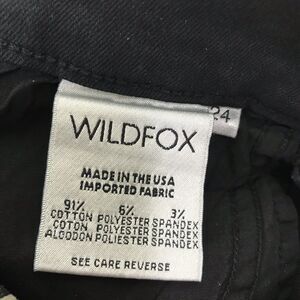 24
WILDFOX
MADE IN THE USA
IMPORTED FABRIC
91% 6% 3%
COTTON POLYESTER SPANDEX
COTON POLYESTER SPANDEX
ALGODON POLIESTER SPANDEX
SEE CARE REVERSE